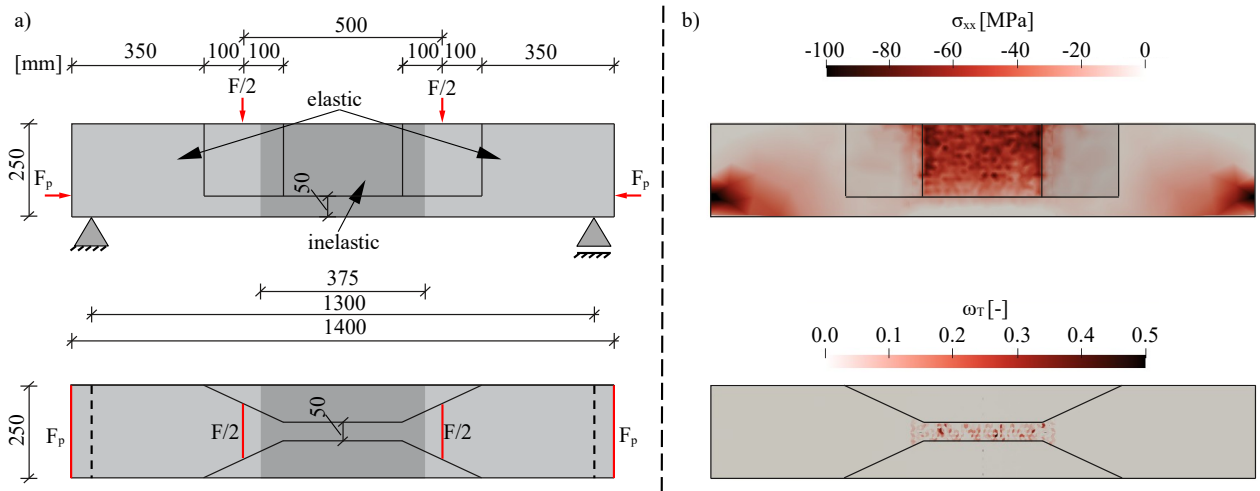 a)
500
350
100
100
100
100
350
[mm]
F/2
F/2
elastic
250
50
F_p
F_p
inelastic
375
1300
1400
250
50
F_p
F/2
F/2
F_p
b)
σ_xx [MPa]
-100
-80
-60
-40
-20
0
ω_T [-]
0.0
0.1
0.2
0.3
0.4
0.5